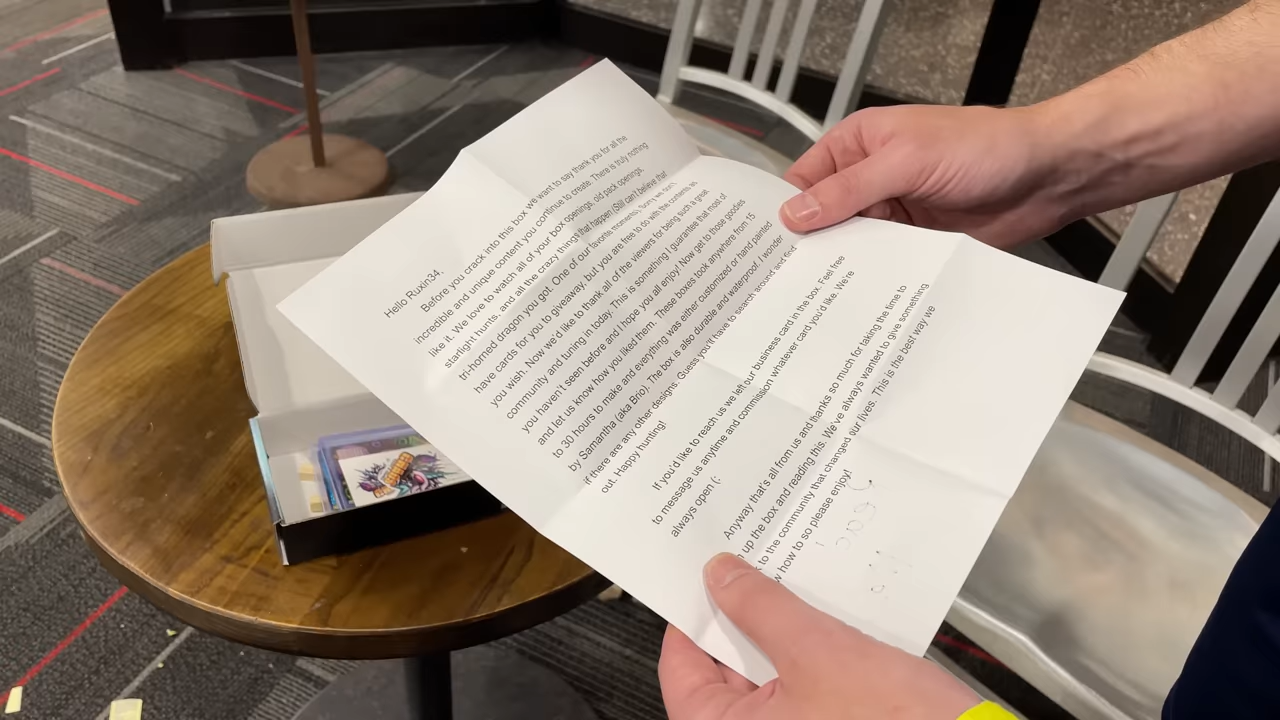 Hello Ruxin34,
Before you crack into this box we want to say thank you for all the
incredible and unique content you continue to create. There is truly nothing
like it. We love to watch all of your box openings, old pack openings,
starlight hunts, and all the crazy things that happen (Still can't believe that
tri-horned dragon you got. One of our favorite moments). Sorry we don't
have cards for you to giveaway, but you are free to do with the contents as
you wish. Now we'd like to thank all of the viewers for being such a great
community and tuning in today. This is something I guarantee that most of
you haven't seen before and I hope you all enjoy! Now get to those goodies
and let us know how you liked them. These boxes took anywhere from 15
to 30 hours to make and everything was either customized or hand painted
by Samantha (aka Brio). The box is also durable and waterproof. I wonder
if there are any other designs. Guess you'll have to search around and find
out. Happy hunting!
If you'd like to reach us we left our business card in the box. Feel free
to message us anytime and commission whatever card you'd like. We're
always open (:
Anyway that's all from us and thanks so much for taking the time to
up the box and reading this. We've always wanted to give something
to the community that changed our lives. This is the best way we
how to so please enjoy!